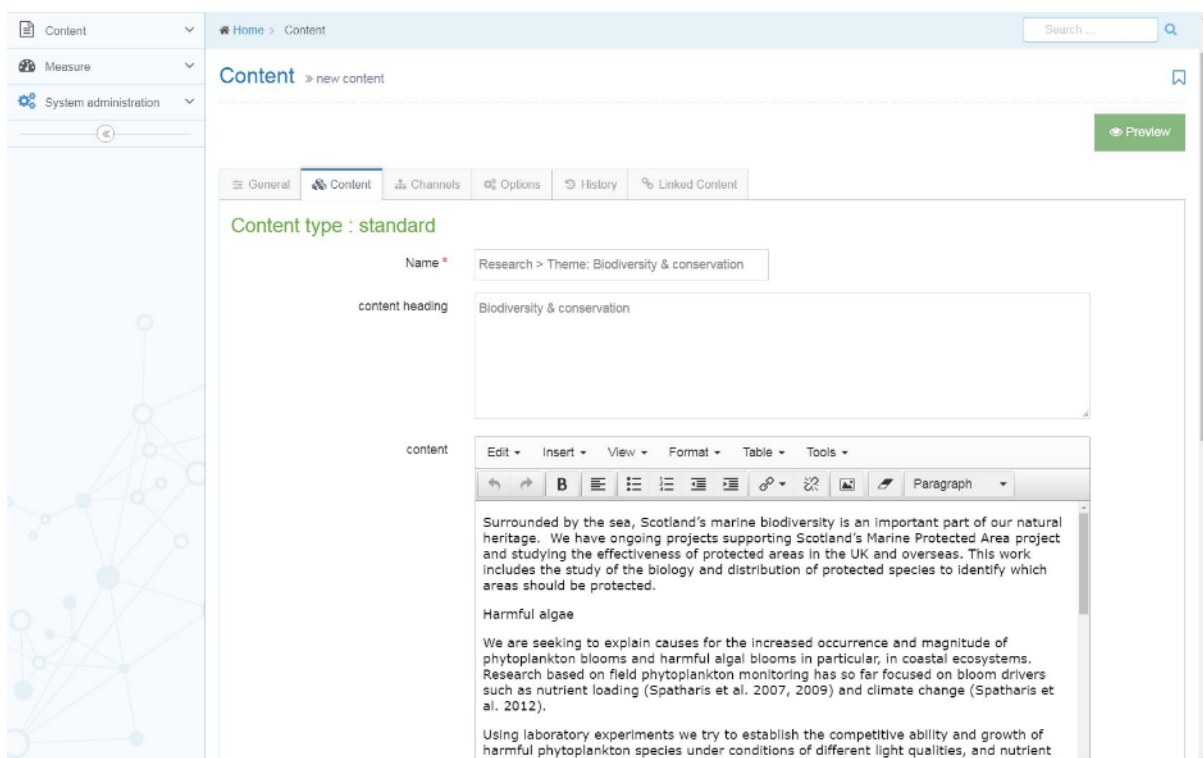 Content
Measure
System administration
Home > Content
Search ...
Content » new content
Preview
General
Content
Channels
Options
History
Linked Content
Content type : standard
Name *
Research > Theme: Biodiversity & conservation
content heading
Biodiversity & conservation
content
Edit Insert View Format Table Tools
B Paragraph
Surrounded by the sea, Scotland's marine biodiversity is an important part of our natural
heritage. We have ongoing projects supporting Scotland's Marine Protected Area project
and studying the effectiveness of protected areas in the UK and overseas. This work
includes the study of the biology and distribution of protected species to identify which
areas should be protected.
Harmful algae
We are seeking to explain causes for the increased occurrence and magnitude of
phytoplankton blooms and harmful algal blooms in particular, in coastal ecosystems.
Research based on field phytoplankton monitoring has so far focused on bloom drivers
such as nutrient loading (Spatharis et al. 2007, 2009) and climate change (Spatharis et
al. 2012).
Using laboratory experiments we try to establish the competitive ability and growth of
harmful phytoplankton species under conditions of different light qualities, and nutrient